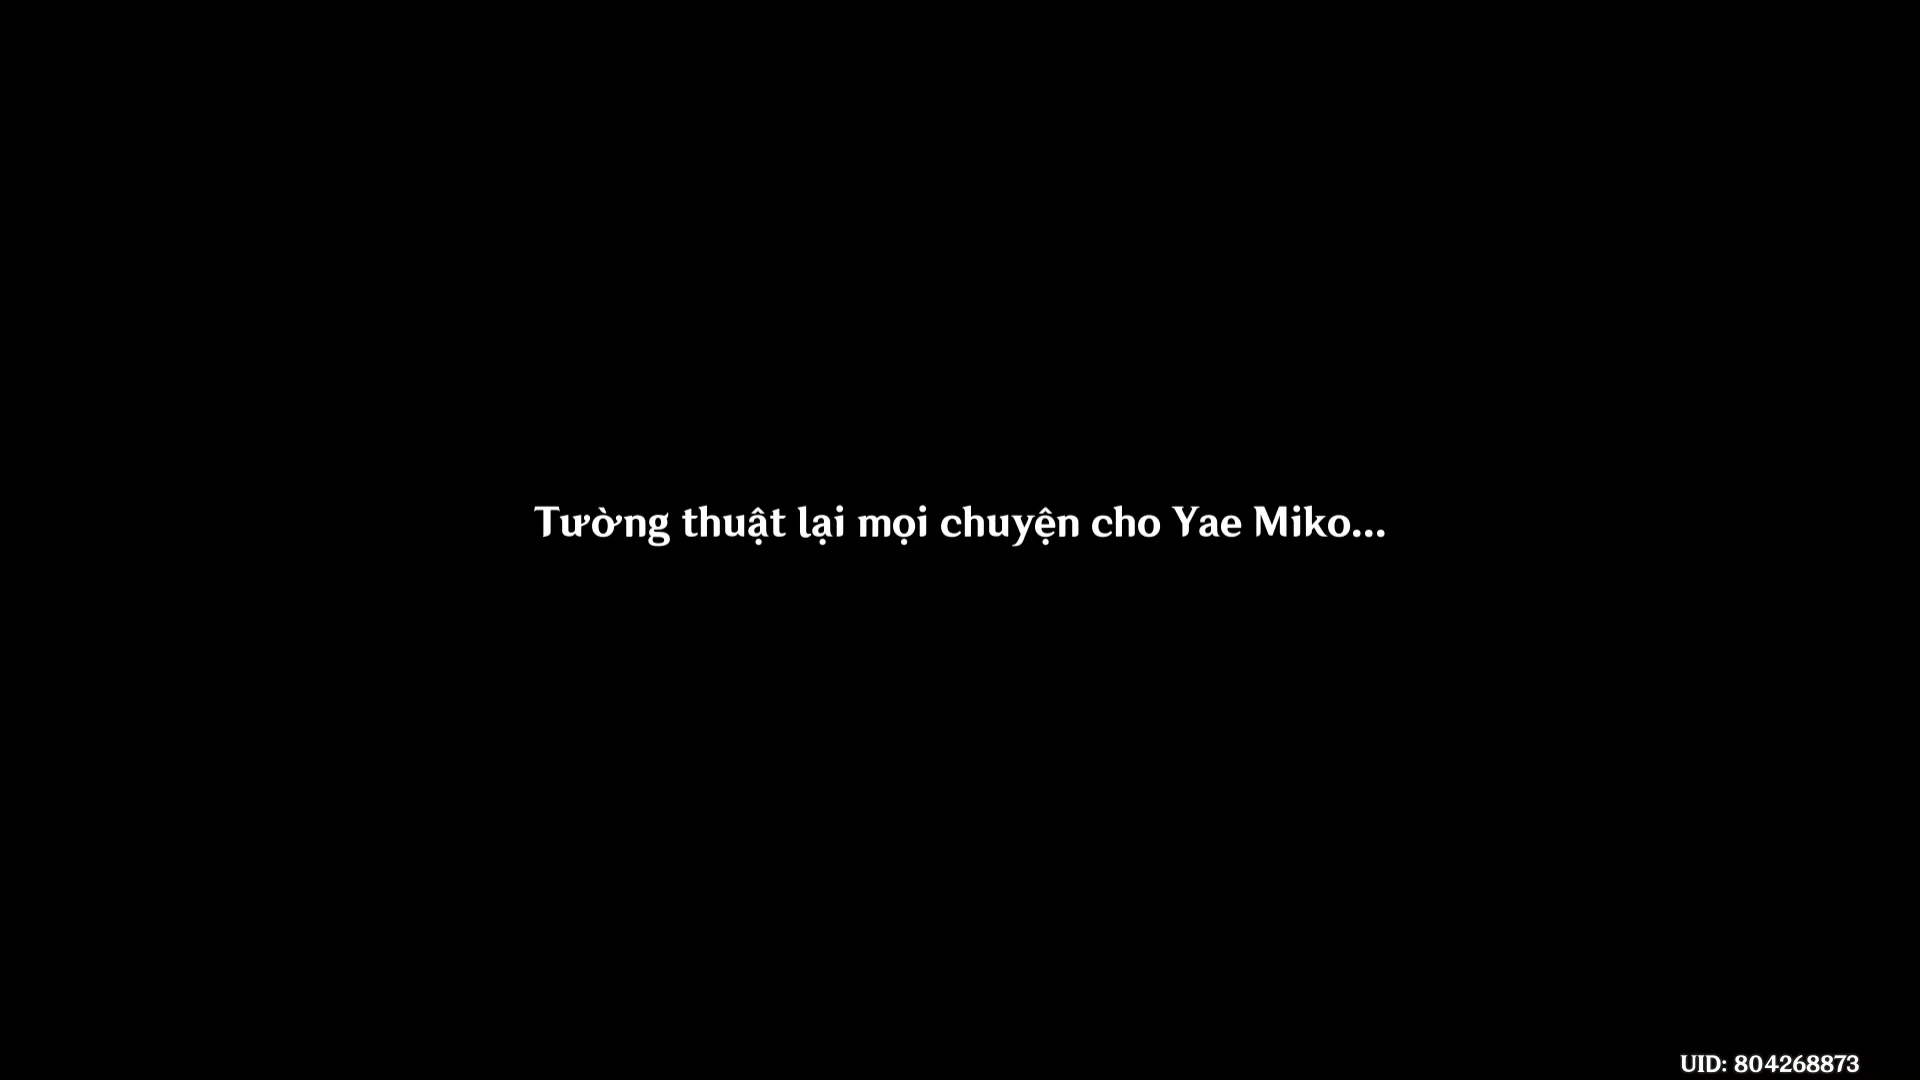 Tường thuật lại mọi chuyện cho Yae Miko...
UID: 804268873